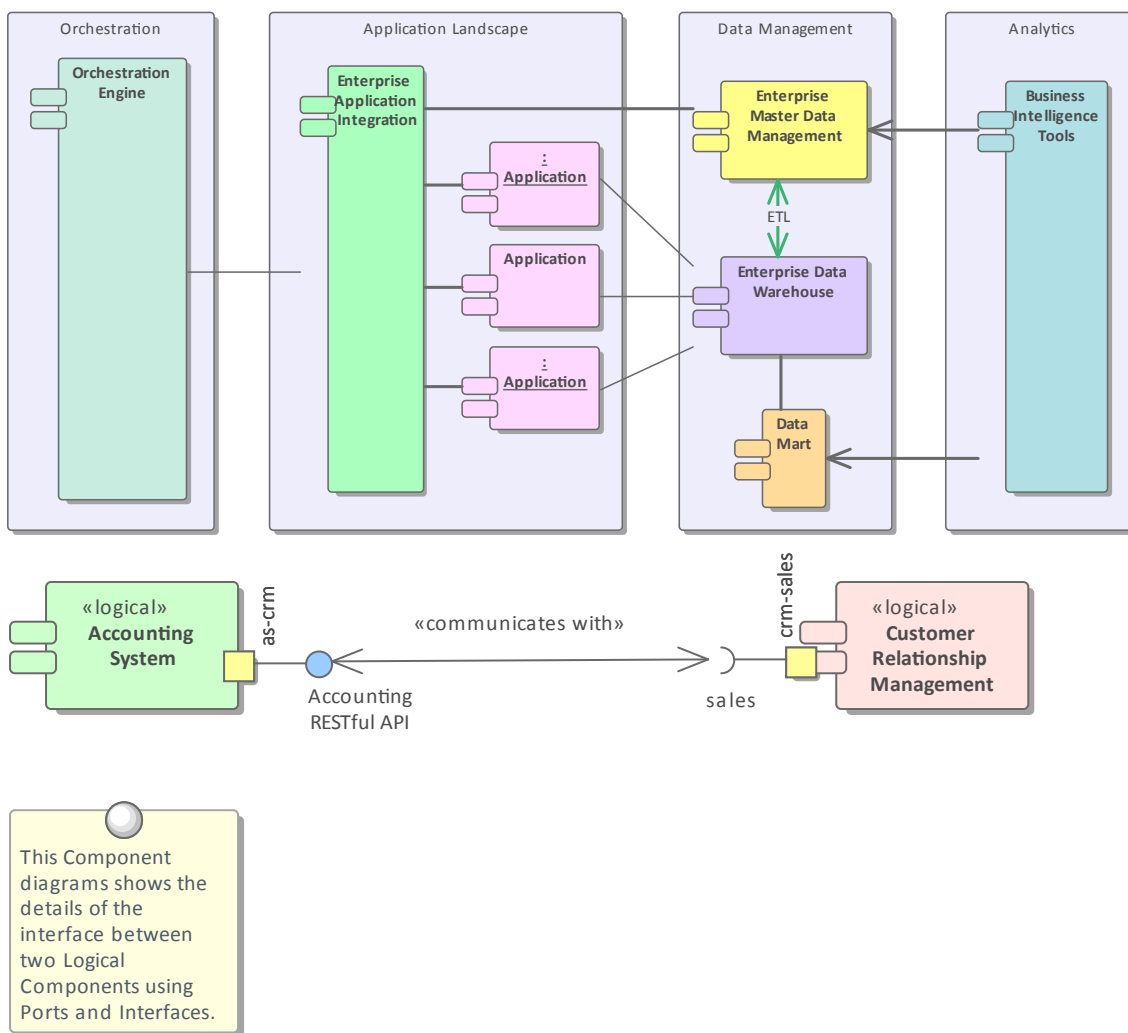 Orchestration
Orchestration
Engine
Application Landscape
Enterprise
Application
Integration
:
Application
Application
:
Application
Data Management
Enterprise
Master Data
Management
ETL
Enterprise Data
Warehouse
Data
Mart
Analytics
Business
Intelligence
Tools
«logical»
Accounting
System
as-crm
Accounting
RESTful API
«communicates with»
sales
crm-sales
«logical»
Customer
Relationship
Management
This Component
diagrams shows the
details of the
interface between
two Logical
Components using
Ports and Interfaces.